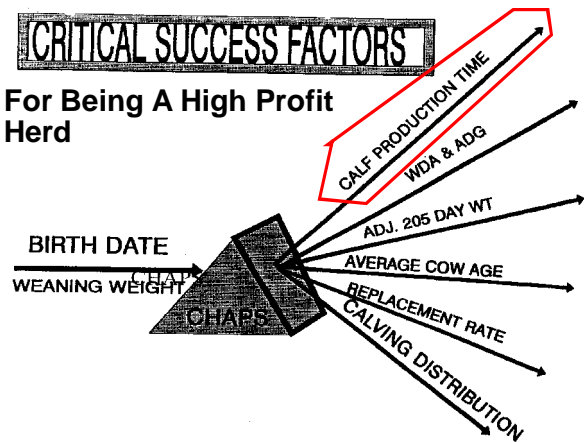 CRITICAL SUCCESS FACTORS
For Being A High Profit
Herd
CALF PRODUCTION TIME
WDA & ADG
ADJ. 205 DAY WT
AVERAGE COW AGE
REPLACEMENT RATE
CALVING DISTRIBUTION
BIRTH DATE
WEANING WEIGHT
CHAPS
CHAPS